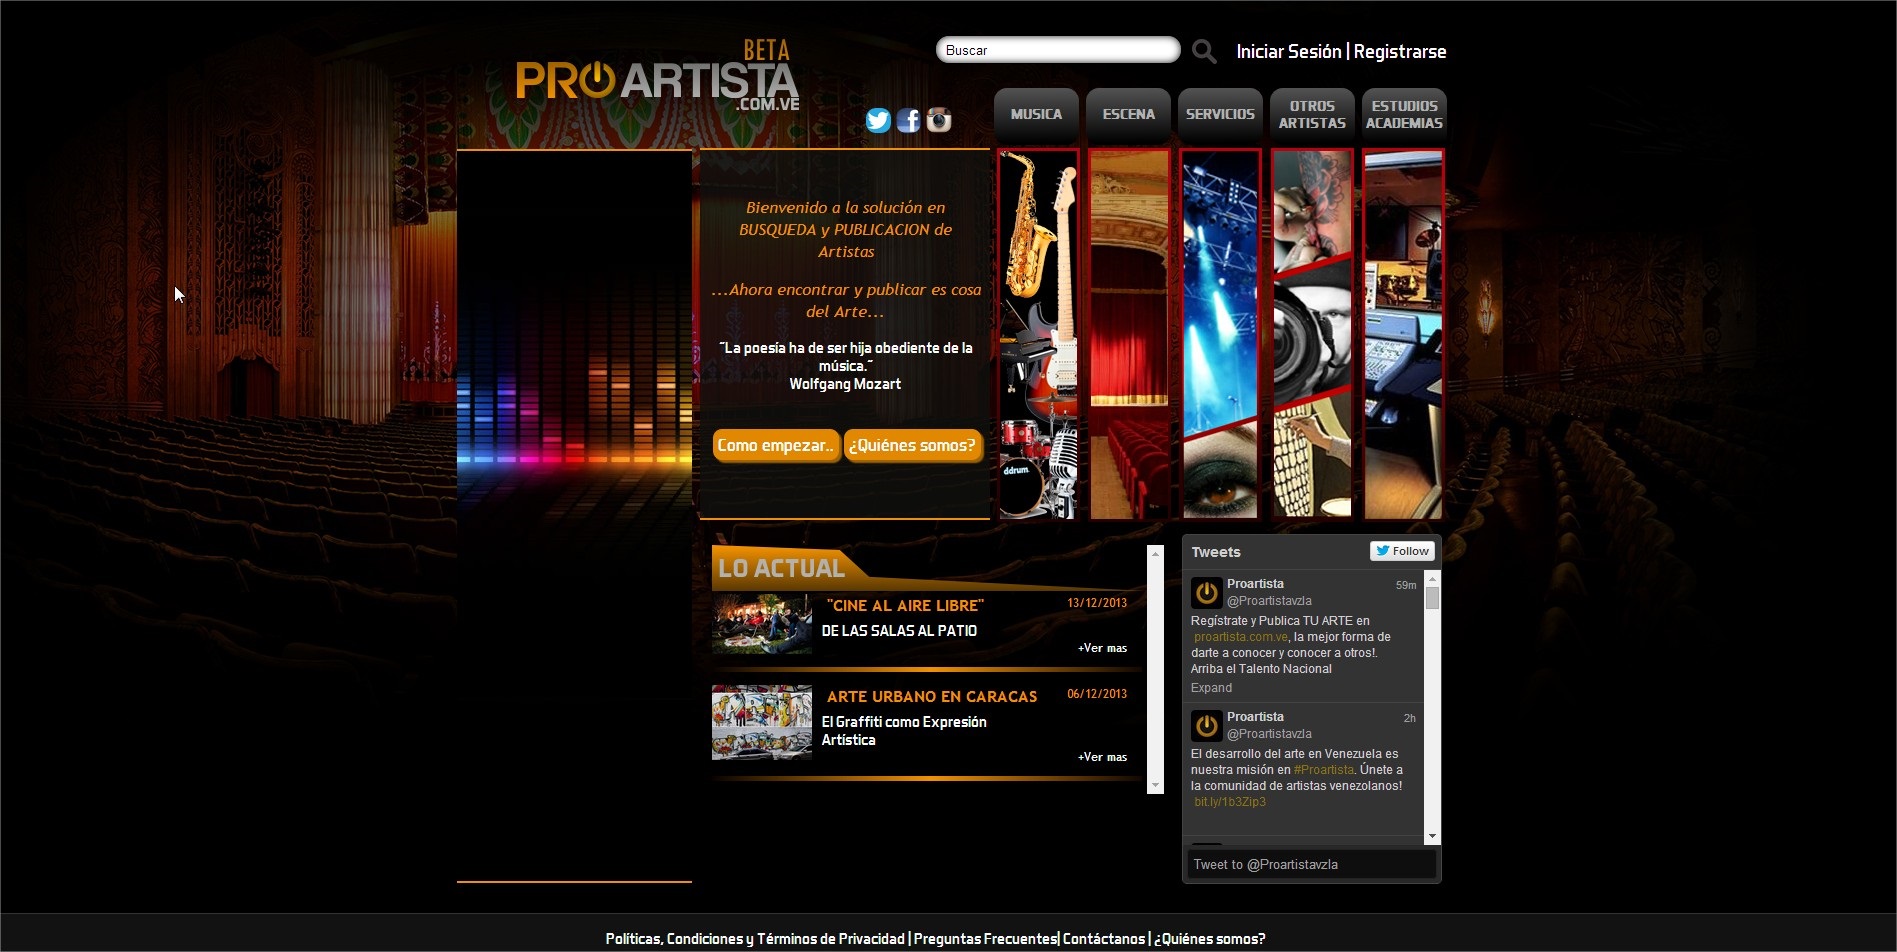 BETA
PROARTISTA
.COM.VE
Buscar
Iniciar Sesión | Registrarse
MUSICA
ESCENA
SERVICIOS
OTROS
ARTISTAS
ESTUDIOS
ACADEMIAS
Bienvenido a la solución en
BUSQUEDA y PUBLICACION de
Artistas
...Ahora encontrar y publicar es cosa
del Arte...
˝La poesía ha de ser hija obediente de la
música.˝
Wolfgang Mozart
Como empezar..
¿Quiénes somos?
ddrum
LO ACTUAL
"CINE AL AIRE LIBRE"
13/12/2013
DE LAS SALAS AL PATIO
+Ver mas
ARTE URBANO EN CARACAS
06/12/2013
El Graffiti como Expresión
Artistica
+Ver mas
Tweets
Follow
Proartista
59m
@Proartistavzla
Regístrate y Publica TU ARTE en
proartista.com.ve, la mejor forma de
darte a conocer y conocer a otros!.
Arriba el Talento Nacional
Expand
Proartista
2h
@Proartistavzla
El desarrollo del arte en Venezuela es
nuestra misión en #Proartista. Únete a
la comunidad de artistas venezolanos!
bit.ly/1b3Zip3
Tweet to @Proartistavzla
Políticas, Condiciones y Términos de Privacidad | Preguntas Frecuentes| Contáctanos | ¿Quiénes somos?